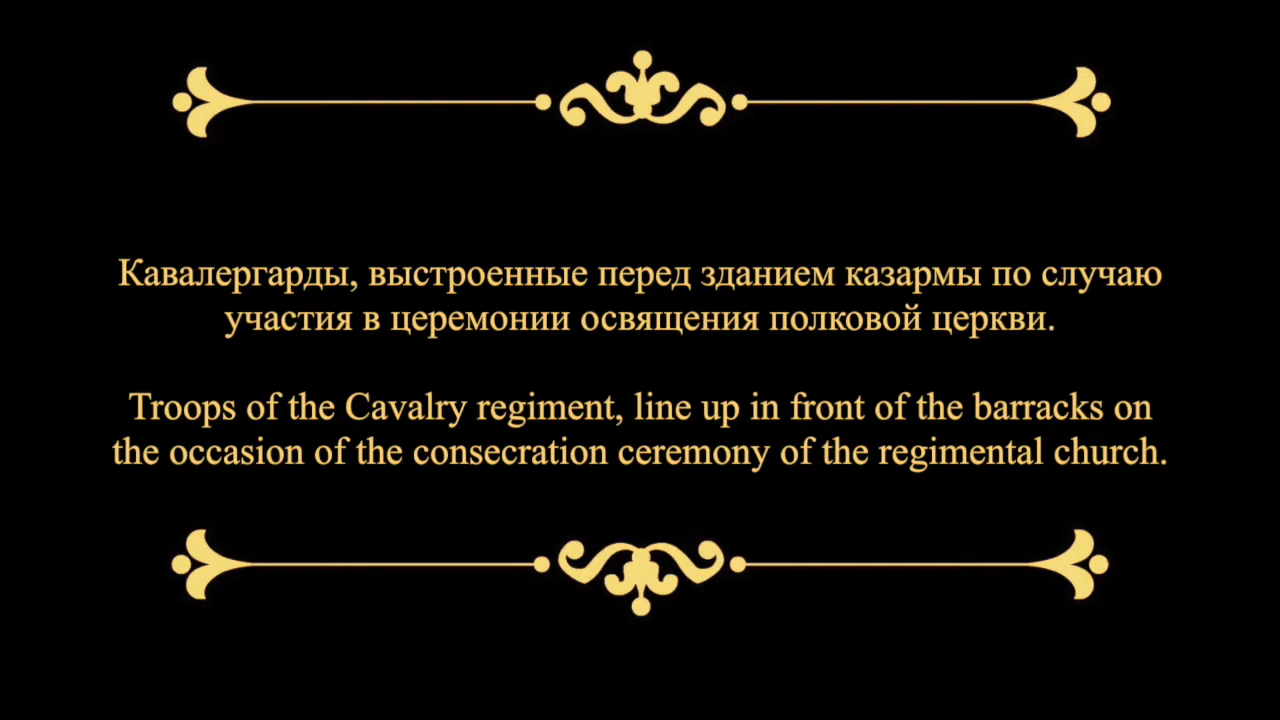 Кавалергарды, выстроенные перед зданием казармы по случаю
участия в церемонии освящения полковой церкви.
Troops of the Cavalry regiment, line up in front of the barracks on
the occasion of the consecration ceremony of the regimental church.